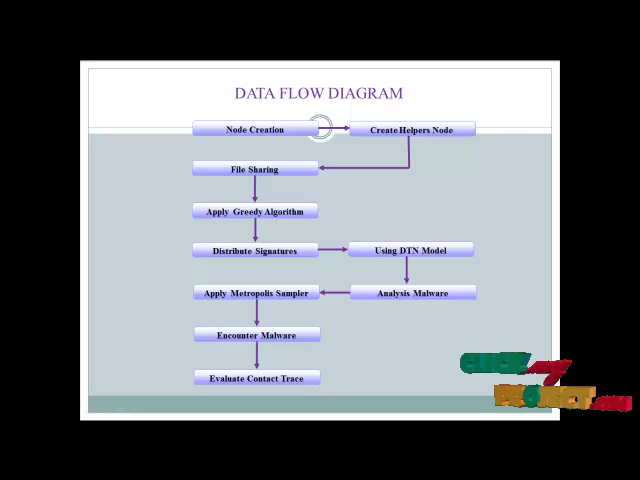 DATA FLOW DIAGRAM
Node Creation
Create Helpers Node
File Sharing
Apply Greedy Algorithm
Distribute Signatures
Using DTN Model
Apply Metropolis Sampler
Analysis Malware
Encounter Malware
Evaluate Contact Trace
PROJECT